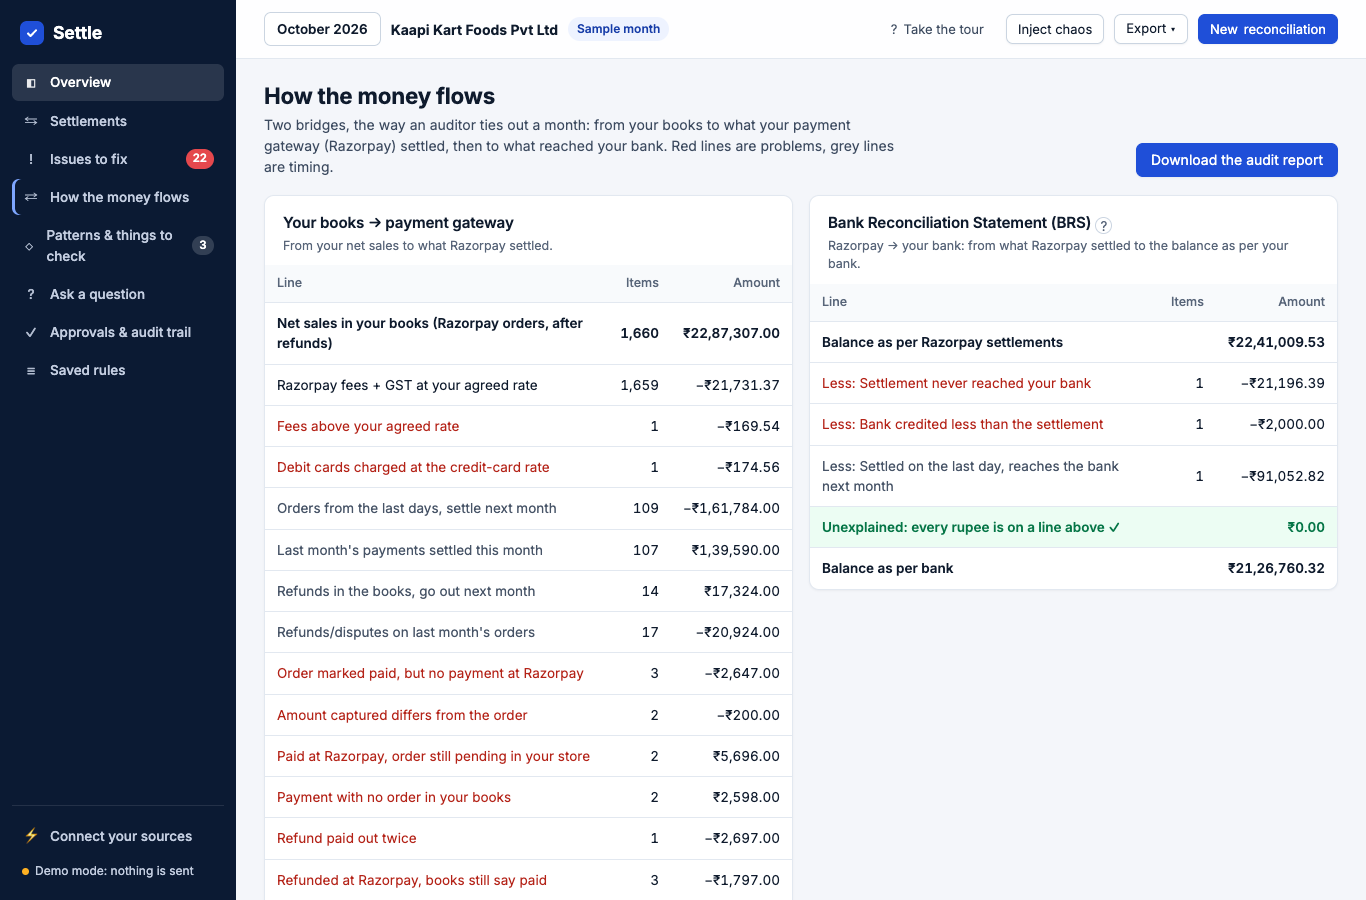 Settle
Overview
Settlements
! Issues to fix 22
How the money flows
Patterns & things to
check 3
? Ask a question
✓ Approvals & audit trail
Saved rules
⚡ Connect your sources
Demo mode: nothing is sent
October 2026 Kaapi Kart Foods Pvt Ltd Sample month ? Take the tour Inject chaos Export ▾ New reconciliation
How the money flows
Two bridges, the way an auditor ties out a month: from your books to what your payment
gateway (Razorpay) settled, then to what reached your bank. Red lines are problems, grey lines
are timing.
Download the audit report
Your books → payment gateway
From your net sales to what Razorpay settled.
Line Items Amount
Net sales in your books (Razorpay orders, after
refunds) 1,660 ₹22,87,307.00
Razorpay fees + GST at your agreed rate 1,659 −₹21,731.37
Fees above your agreed rate 1 −₹169.54
Debit cards charged at the credit-card rate 1 −₹174.56
Orders from the last days, settle next month 109 −₹1,61,784.00
Last month's payments settled this month 107 ₹1,39,590.00
Refunds in the books, go out next month 14 ₹17,324.00
Refunds/disputes on last month's orders 17 −₹20,924.00
Order marked paid, but no payment at Razorpay 3 −₹2,647.00
Amount captured differs from the order 2 −₹200.00
Paid at Razorpay, order still pending in your store 2 ₹5,696.00
Payment with no order in your books 2 ₹2,598.00
Refund paid out twice 1 −₹2,697.00
Refunded at Razorpay, books still say paid 3 −₹1,797.00
Bank Reconciliation Statement (BRS) ?
Razorpay → your bank: from what Razorpay settled to the balance as per your
bank.
Line Items Amount
Balance as per Razorpay settlements ₹22,41,009.53
Less: Settlement never reached your bank 1 −₹21,196.39
Less: Bank credited less than the settlement 1 −₹2,000.00
Less: Settled on the last day, reaches the bank
next month 1 −₹91,052.82
Unexplained: every rupee is on a line above ✓ ₹0.00
Balance as per bank ₹21,26,760.32